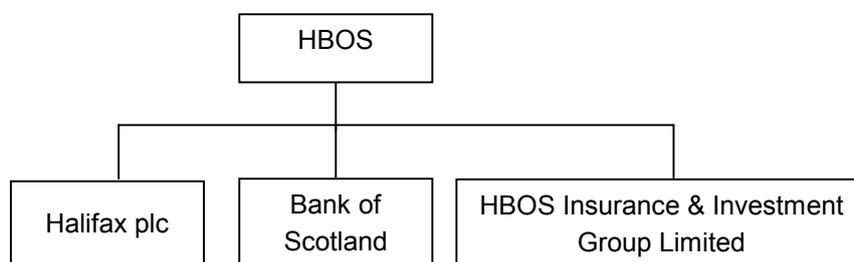 HBOS
Halifax plc
Bank of
Scotland
HBOS Insurance & Investment
Group Limited